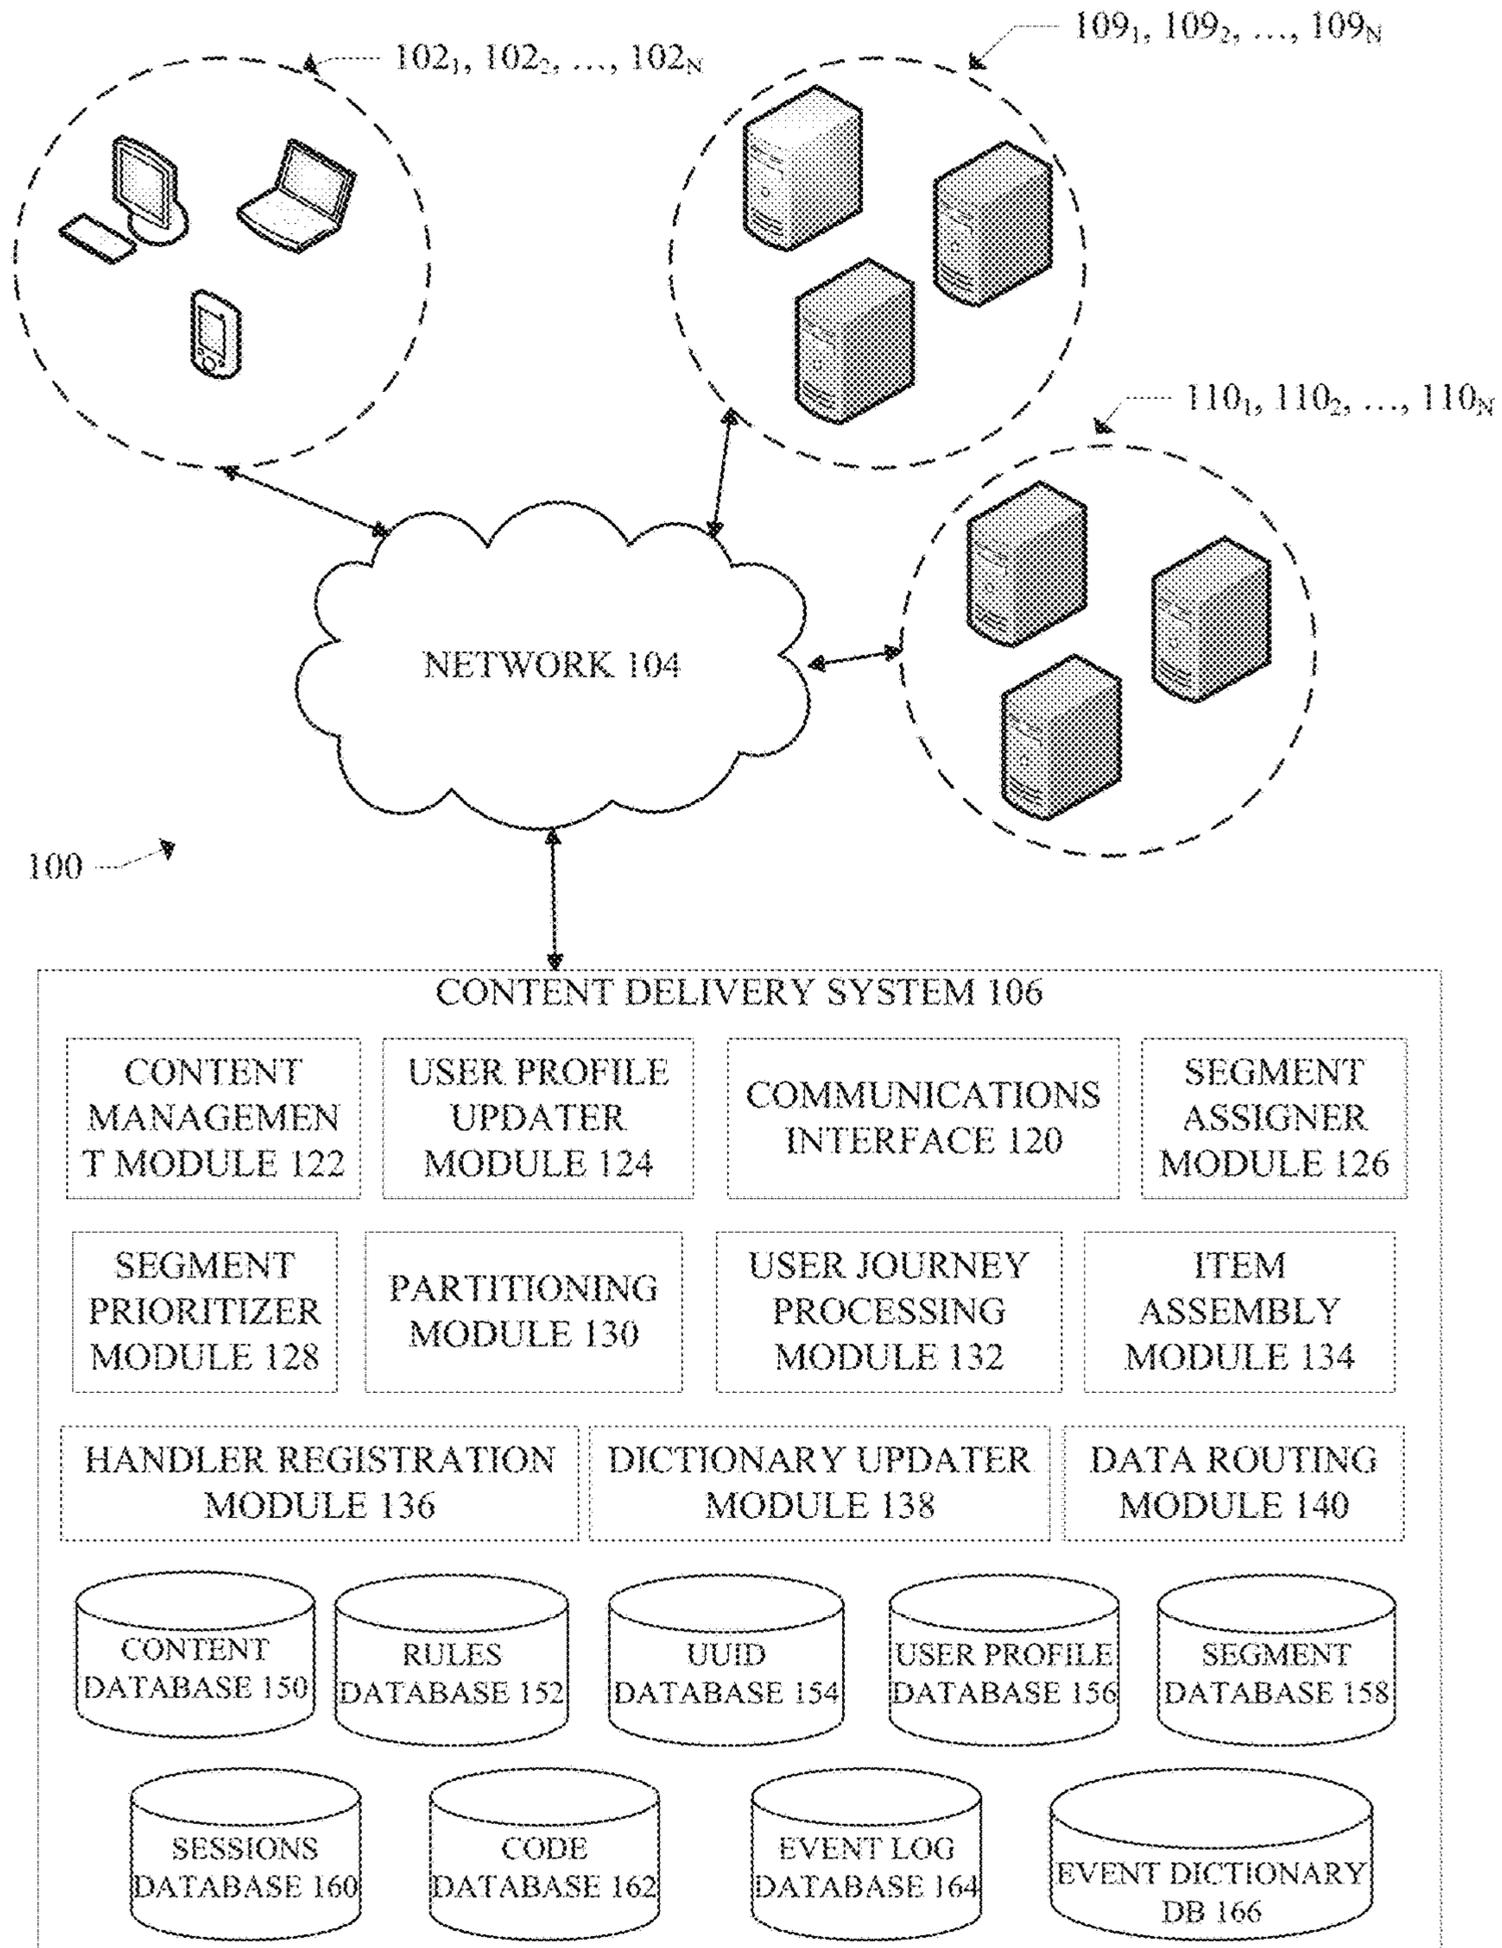 102₁, 102₂, …, 102ₙ
109₁, 109₂, …, 109ₙ
110₁, 110₂, …, 110ₙ
NETWORK 104
100
CONTENT DELIVERY SYSTEM 106
CONTENT
MANAGEMEN
T MODULE 122
USER PROFILE
UPDATER
MODULE 124
COMMUNICATIONS
INTERFACE 120
SEGMENT
ASSIGNER
MODULE 126
SEGMENT
PRIORITIZER
MODULE 128
PARTITIONING
MODULE 130
USER JOURNEY
PROCESSING
MODULE 132
ITEM
ASSEMBLY
MODULE 134
HANDLER REGISTRATION
MODULE 136
DICTIONARY UPDATER
MODULE 138
DATA ROUTING
MODULE 140
CONTENT
DATABASE 150
RULES
DATABASE 152
UUID
DATABASE 154
USER PROFILE
DATABASE 156
SEGMENT
DATABASE 158
SESSIONS
DATABASE 160
CODE
DATABASE 162
EVENT LOG
DATABASE 164
EVENT DICTIONARY
DB 166